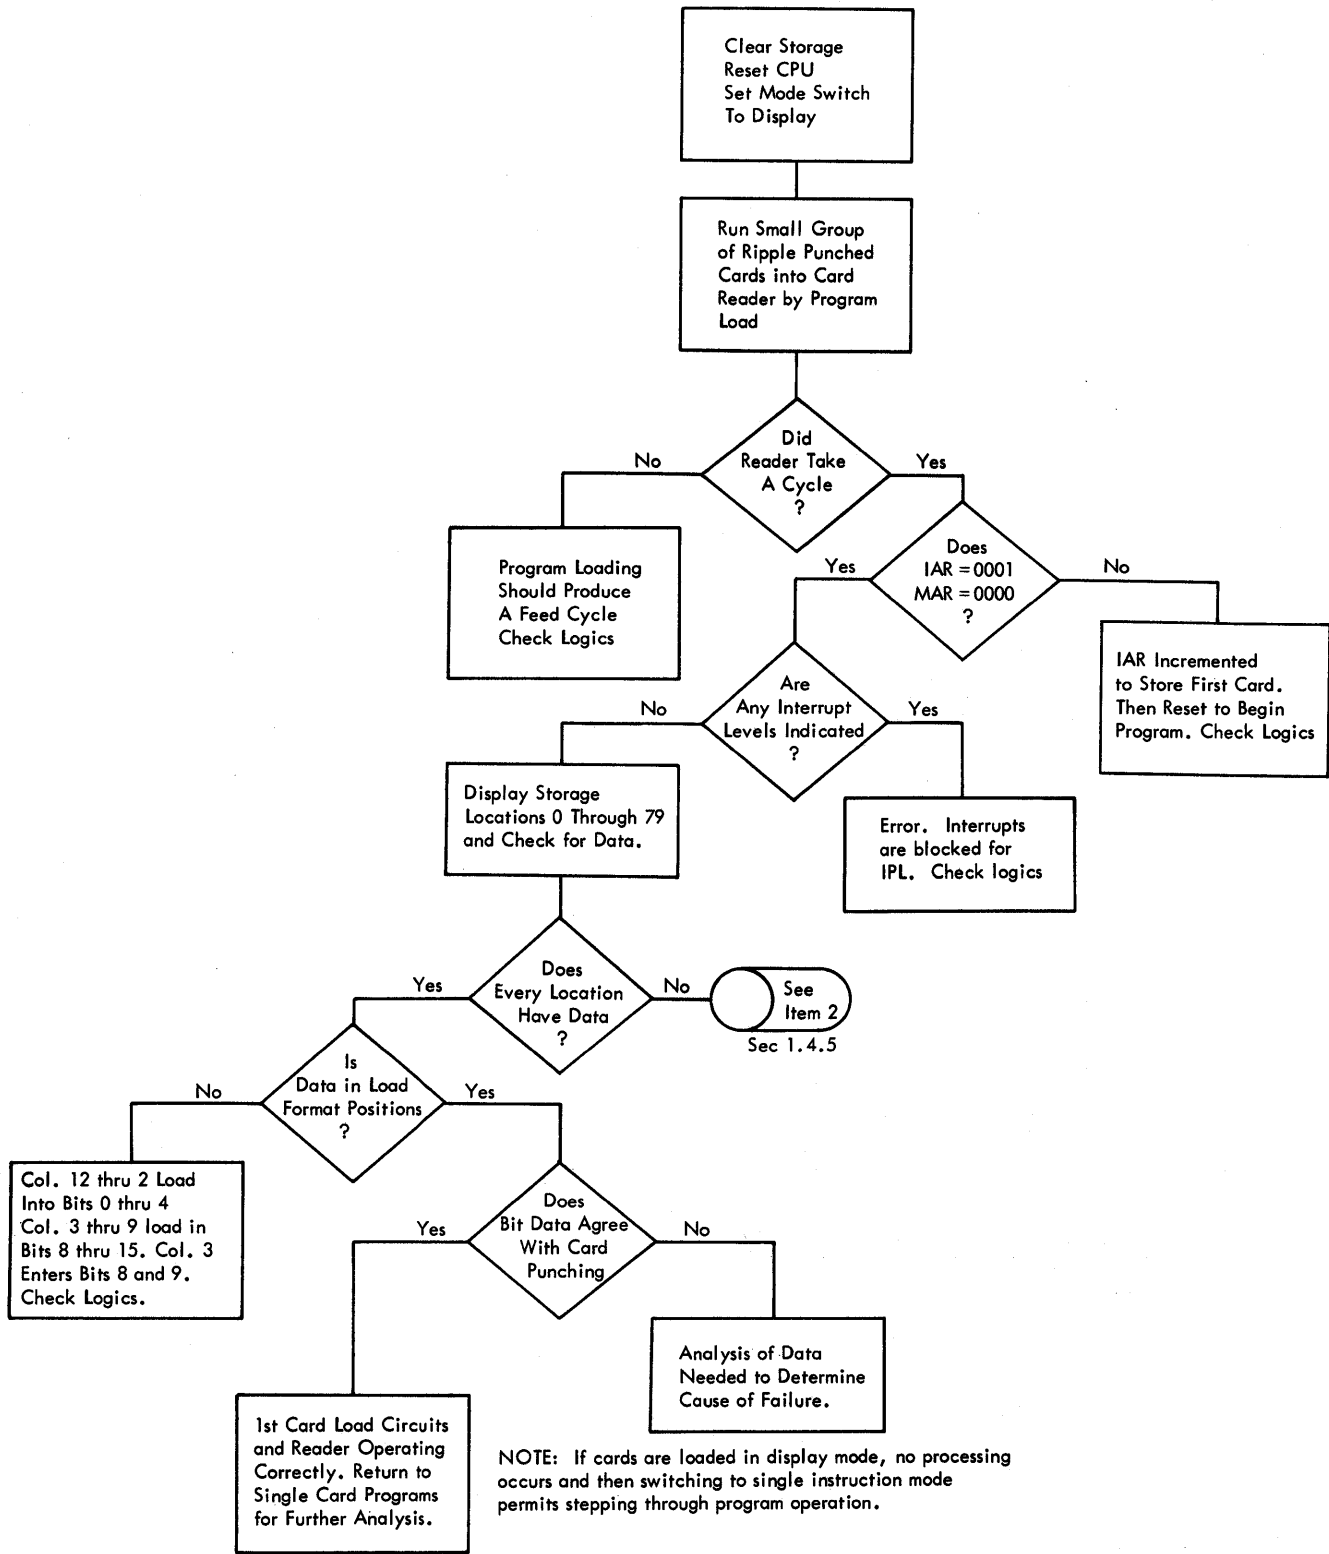 Clear Storage
Reset CPU
Set Mode Switch
To Display
Run Small Group
of Ripple Punched
Cards into Card
Reader by Program
Load
Did
Reader Take
A Cycle
?
No
Yes
Program Loading
Should Produce
A Feed Cycle
Check Logics
Does
IAR = 0001
MAR = 0000
?
Yes
No
IAR Incremented
to Store First Card.
Then Reset to Begin
Program. Check Logics
Are
Any Interrupt
Levels Indicated
?
No
Yes
Error. Interrupts
are blocked for
IPL. Check logics
Display Storage
Locations 0 Through 79
and Check for Data.
Does
Every Location
Have Data
?
Yes
No
See
Item 2
Sec 1.4.5
Is
Data in Load
Format Positions
?
No
Yes
Col. 12 thru 2 Load
Into Bits 0 thru 4
Col. 3 thru 9 load in
Bits 8 thru 15. Col. 3
Enters Bits 8 and 9.
Check Logics.
Does
Bit Data Agree
With Card
Punching
Yes
No
Analysis of Data
Needed to Determine
Cause of Failure.
1st Card Load Circuits
and Reader Operating
Correctly. Return to
Single Card Programs
for Further Analysis.
NOTE: If cards are loaded in display mode, no processing
occurs and then switching to single instruction mode
permits stepping through program operation.